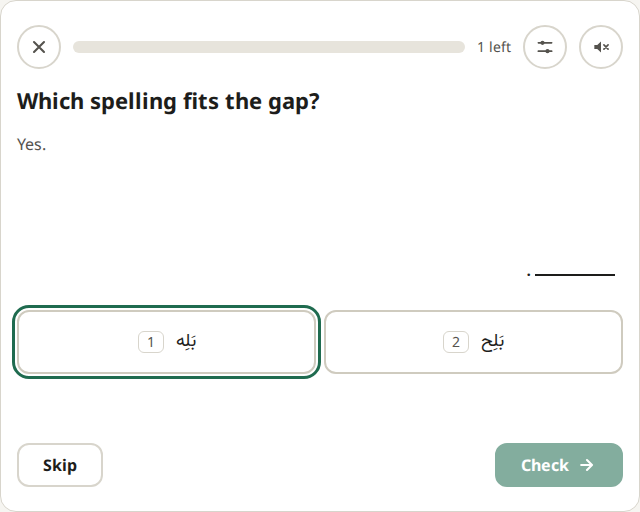 1 left
Which spelling fits the gap?
Yes.
.
1 بَلِه
2 بَلِح
Skip
Check →